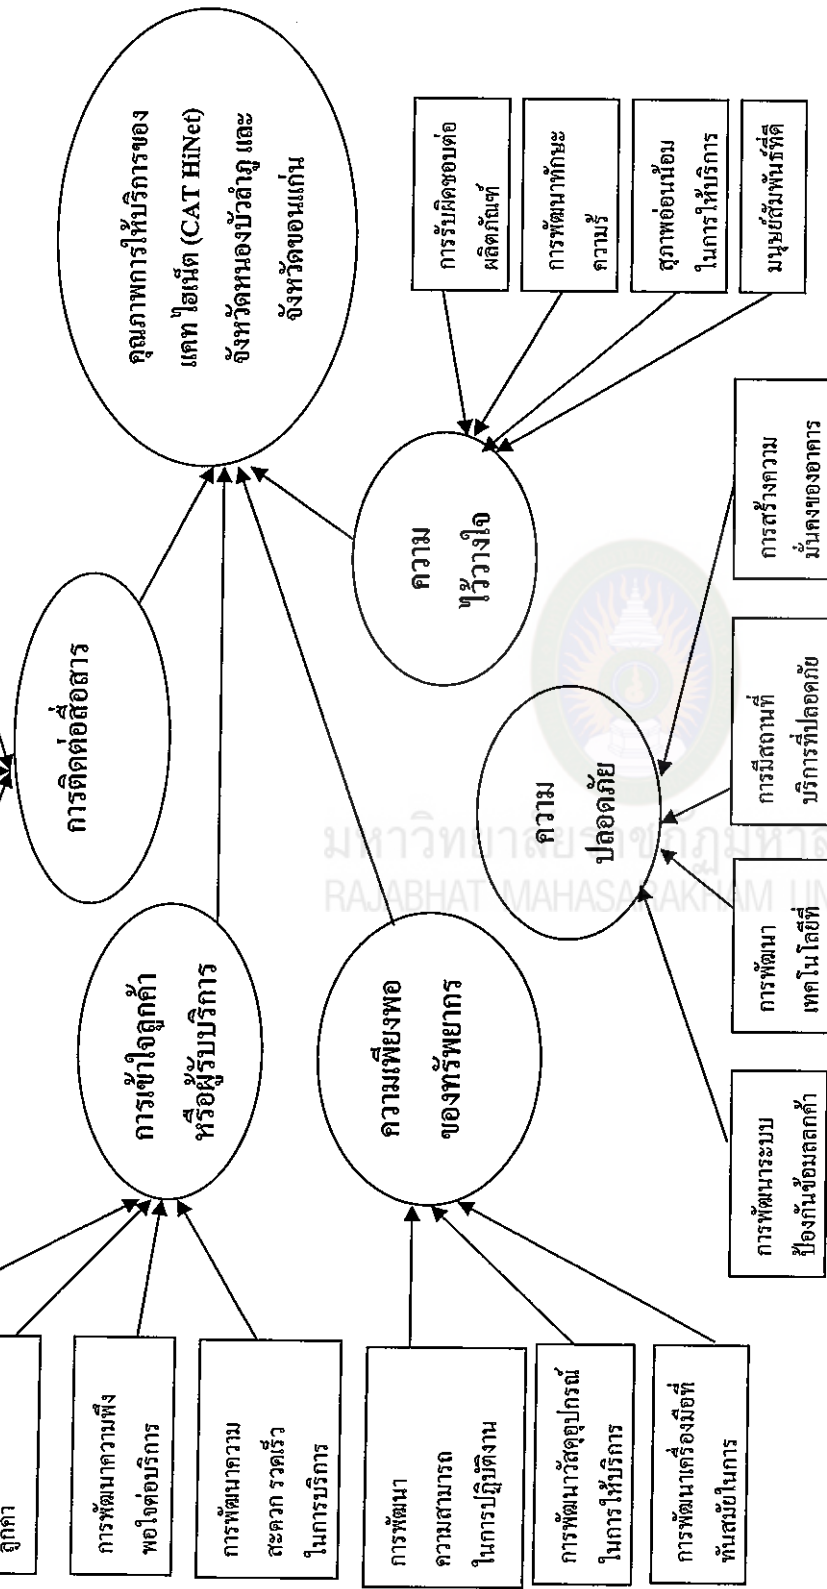 คุณภาพการให้บริการของ
แคท ไฮเน็ต (CAT HiNet)
จังหวัดหนองบัวลำภู และ
จังหวัดขอนแก่น
การติดต่อสื่อสาร
การเข้าใจลูกค้า
หรือผู้รับบริการ
ความเพียงพอ
ของทรัพยากร
ความ
ไว้วางใจ
ความ
ปลอดภัย
การรับผิดชอบต่อ
ผลิตภัณฑ์
การพัฒนาทักษะ
ความรู้
สุภาพอ่อนน้อม
ในการให้บริการ
มนุษย์สัมพันธ์ที่ดี
การสร้างความ
มั่นคงของอาคาร
การมีสถานที่
บริการที่ปลอดภัย
การพัฒนา
เทคโนโลยีที่
การพัฒนาระบบ
ป้องกันข้อมูลลูกค้า
ลูกค้า
การพัฒนาความพึง
พอใจต่อบริการ
การพัฒนาความ
สะดวก รวดเร็ว
ในการบริการ
การพัฒนา
ความสามารถ
ในการปฏิบัติงาน
การพัฒนาวัสดุอุปกรณ์
ในการให้บริการ
การพัฒนาเครื่องมือที่
ทันสมัยในการ
มหาวิทยาลัยราชภัฏมหาส
RAJABHAT MAHASARAKHAM UN